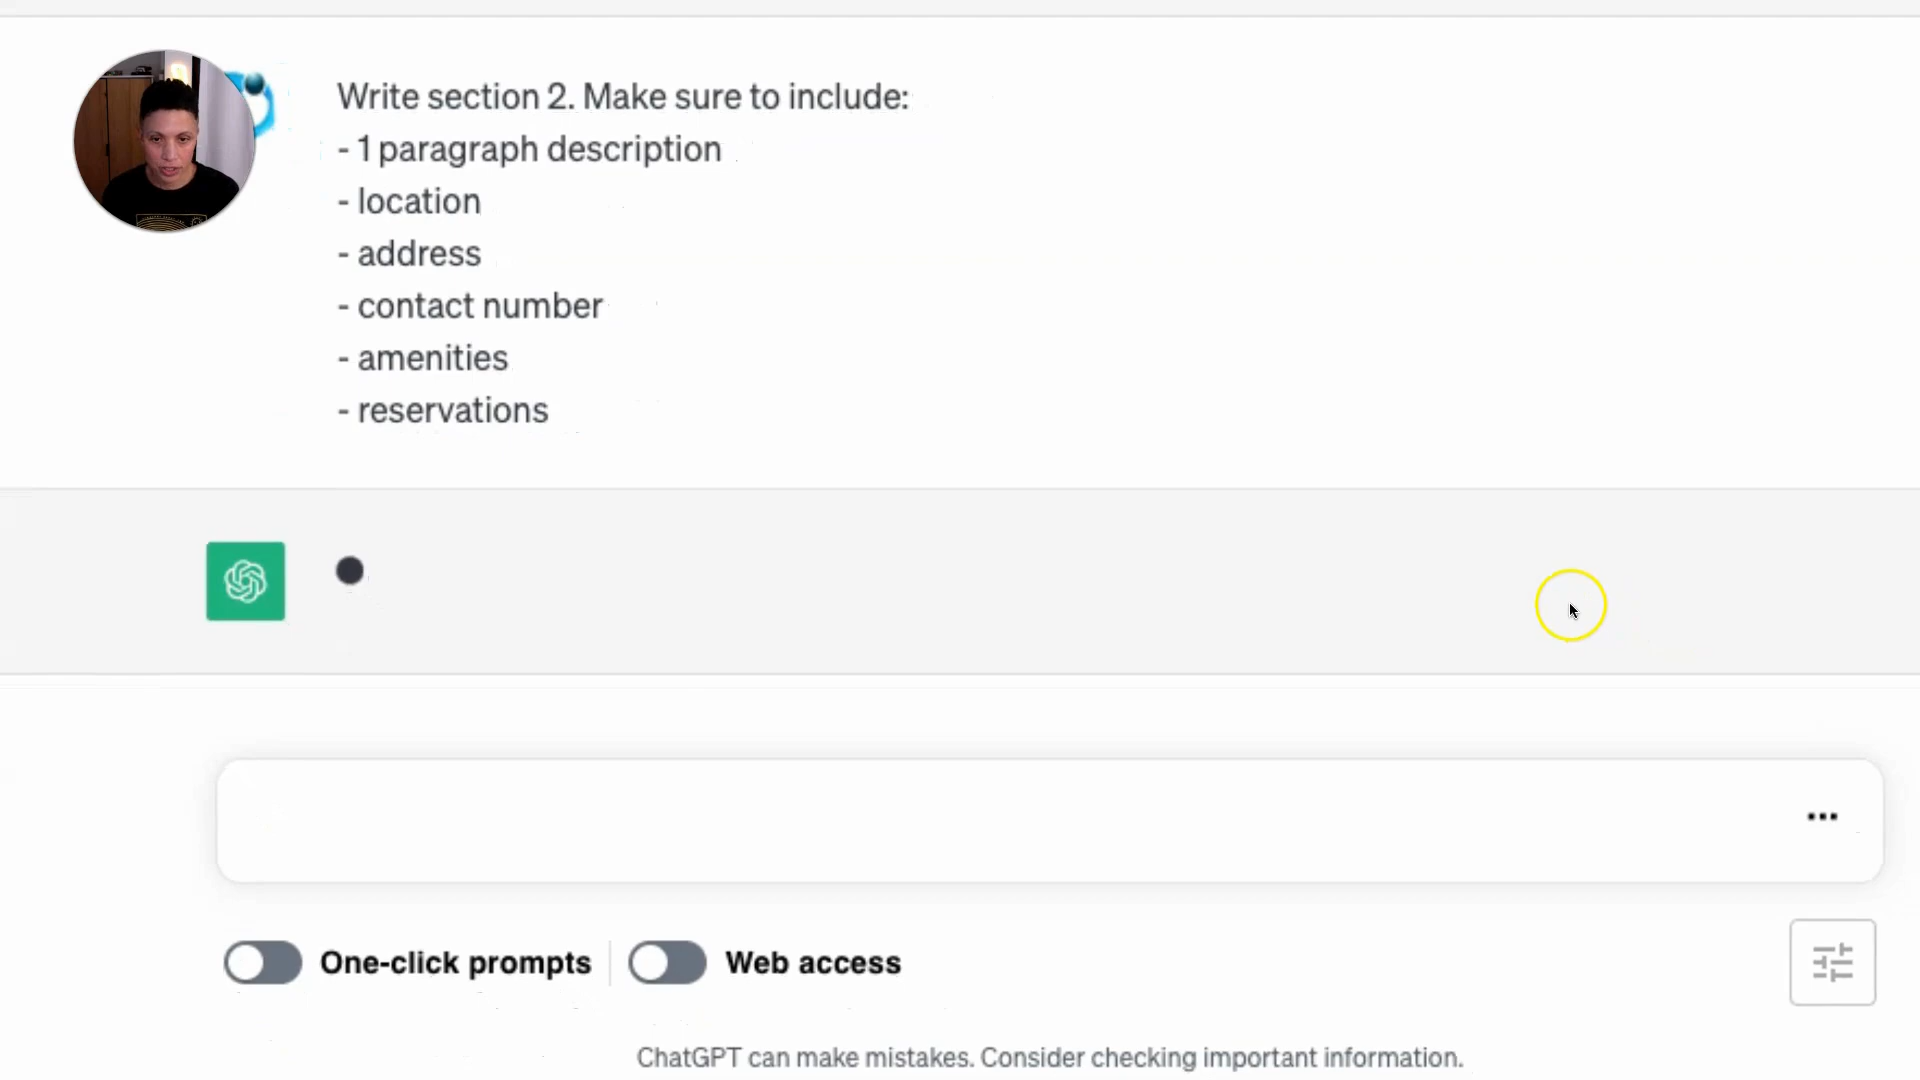 Write section 2. Make sure to include:
- 1 paragraph description
- location
- address
- contact number
- amenities
- reservations
One-click prompts
Web access
ChatGPT can make mistakes. Consider checking important information.